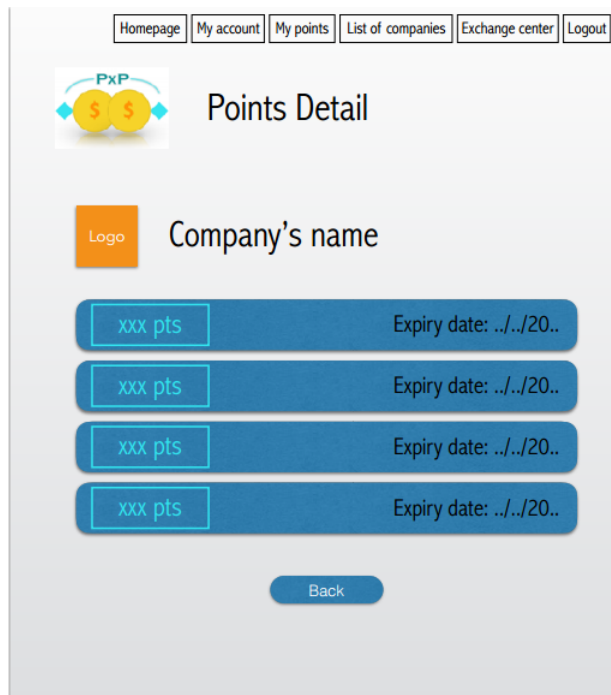 Homepage My account My points List of companies Exchange center Logout
PxP
$ $
Points Detail
Logo
Company's name
xxx pts Expiry date: ../../20..
xxx pts Expiry date: ../../20..
xxx pts Expiry date: ../../20..
xxx pts Expiry date: ../../20..
Back